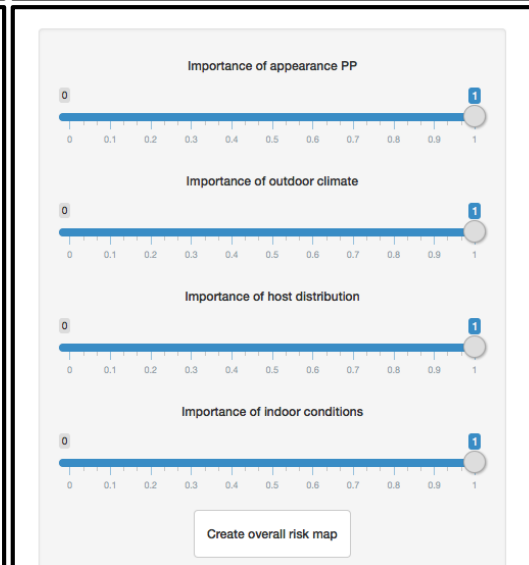 Importance of appearance PP
0 1
0 0.1 0.2 0.3 0.4 0.5 0.6 0.7 0.8 0.9 1
Importance of outdoor climate
0 1
0 0.1 0.2 0.3 0.4 0.5 0.6 0.7 0.8 0.9 1
Importance of host distribution
0 1
0 0.1 0.2 0.3 0.4 0.5 0.6 0.7 0.8 0.9 1
Importance of indoor conditions
0 1
0 0.1 0.2 0.3 0.4 0.5 0.6 0.7 0.8 0.9 1
Create overall risk map